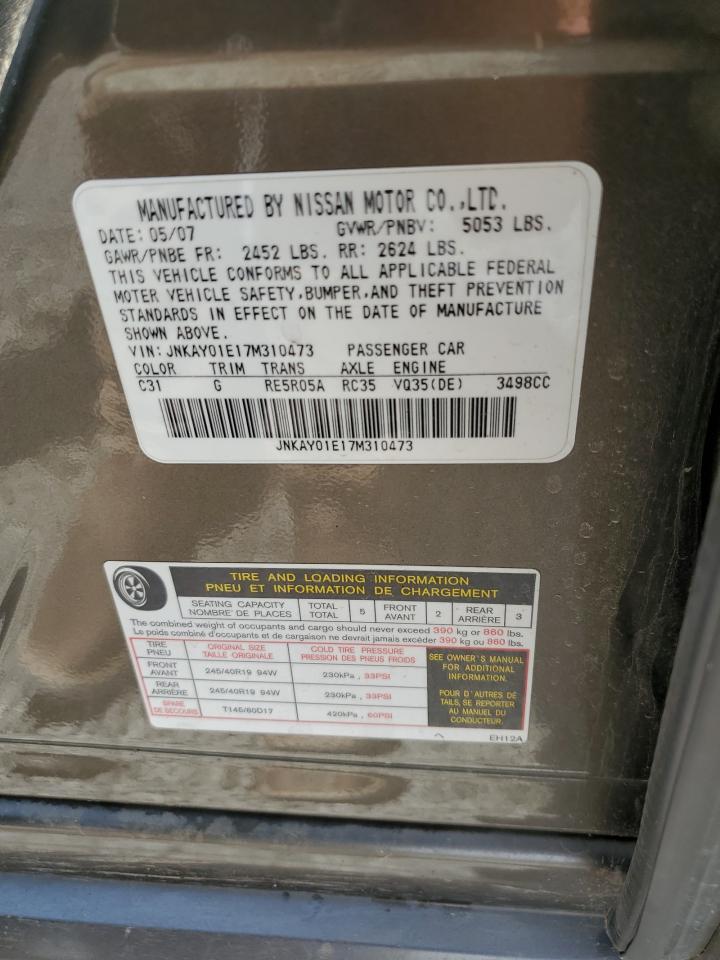 MANUFACTURED BY NISSAN MOTOR CO.,LTD.
DATE: 05/07 GVWR/PNBV: 5053 LBS.
GAWR/PNBE FR: 2452 LBS. RR: 2624 LBS.
THIS VEHICLE CONFORMS TO ALL APPLICABLE FEDERAL
MOTOR VEHICLE SAFETY,BUMPER,AND THEFT PREVENTION
STANDARDS IN EFFECT ON THE DATE OF MANUFACTURE
SHOWN ABOVE.
VIN: JNKAY01E17M310473 PASSENGER CAR
COLOR TRIM TRANS AXLE ENGINE
C31 G RE5R05A RC35 VQ35(DE) 3498CC
JNKAY01E17M310473
TIRE AND LOADING INFORMATION
PNEU ET INFORMATION DE CHARGEMENT
SEATING CAPACITY TOTAL 5 FRONT 2 REAR 3
NOMBRE DE PLACES TOTAL AVANT ARRIÈRE
The combined weight of occupants and cargo should never exceed 390 kg or 860 lbs.
Le poids combiné d'occupants et de cargaison ne devrait jamais excéder 390 kg ou 860 lbs.
TIRE ORIGINAL SIZE COLD TIRE PRESSURE
PNEU TAILLE ORIGINALE PRESSION DES PNEUS FROIDS
FRONT AVANT 245/40R19 94W 230kPa , 33PSI
REAR ARRIÈRE 245/40R19 94W 230kPa , 33PSI
SPARE DE SECOURS T145/60D17 420kPa , 60PSI
SEE OWNER'S MANUAL
FOR ADDITIONAL
INFORMATION.
POUR D'AUTRES DÉ
TAILS, SE REPORTER
AU MANUEL DU
CONDUCTEUR.
EH12A